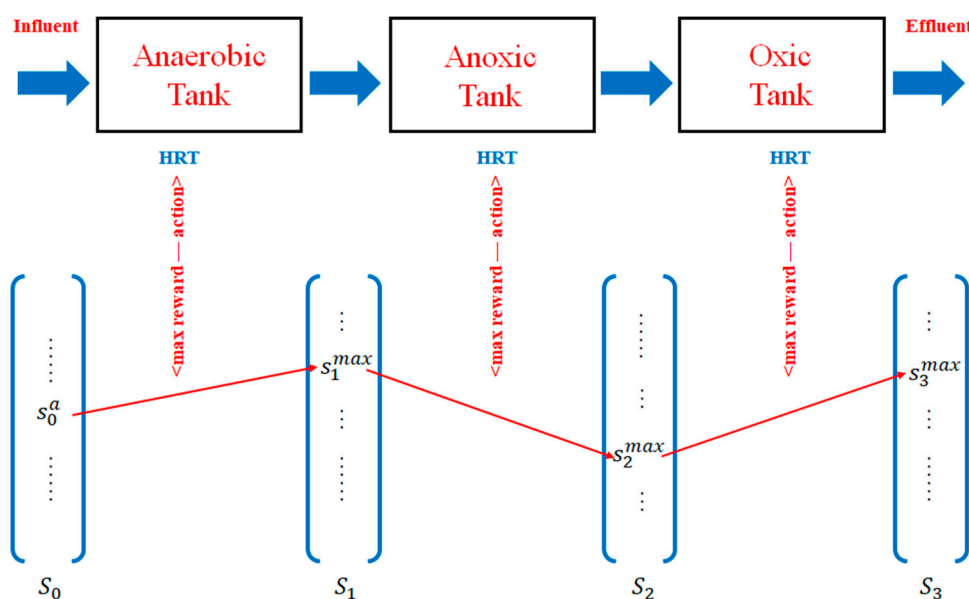 Influent
Anaerobic
Tank
Anoxic
Tank
Oxic
Tank
Effluent
HRT
HRT
HRT
<max reward — action>
<max reward — action>
<max reward — action>
⋮
⋮
⋮
⋮
s_0^a
s_1^{max}
s_2^{max}
s_3^{max}
S_0
S_1
S_2
S_3